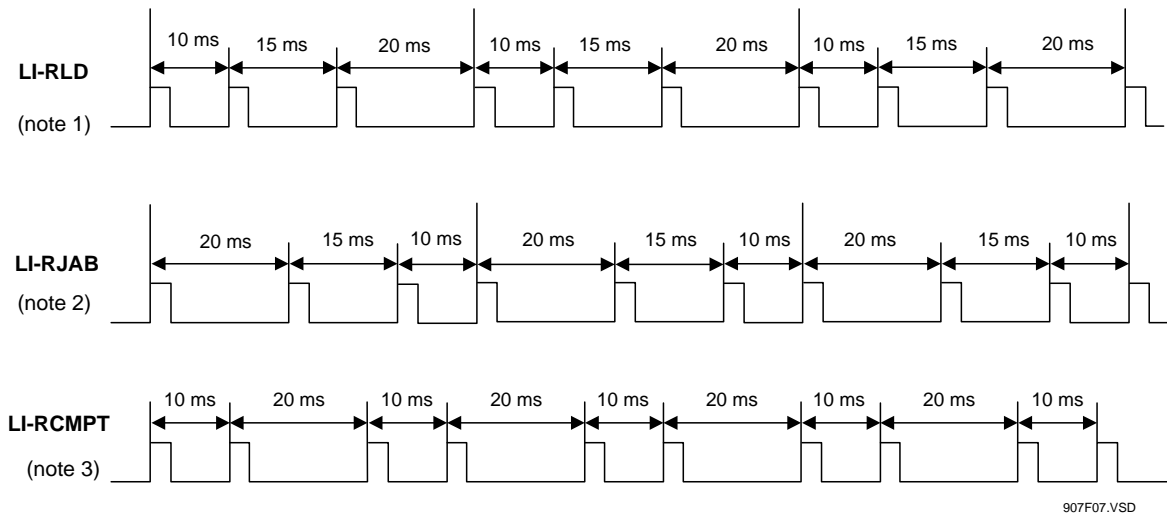 10 ms 15 ms 20 ms 10 ms 15 ms 20 ms 10 ms 15 ms 20 ms
LI-RLD
(note 1)
20 ms 15 ms 10 ms 20 ms 15 ms 10 ms 20 ms 15 ms 10 ms
LI-RJAB
(note 2)
10 ms 20 ms 10 ms 20 ms 10 ms 20 ms 10 ms 20 ms 10 ms
LI-RCMPT
(note 3)
907F07.VSD